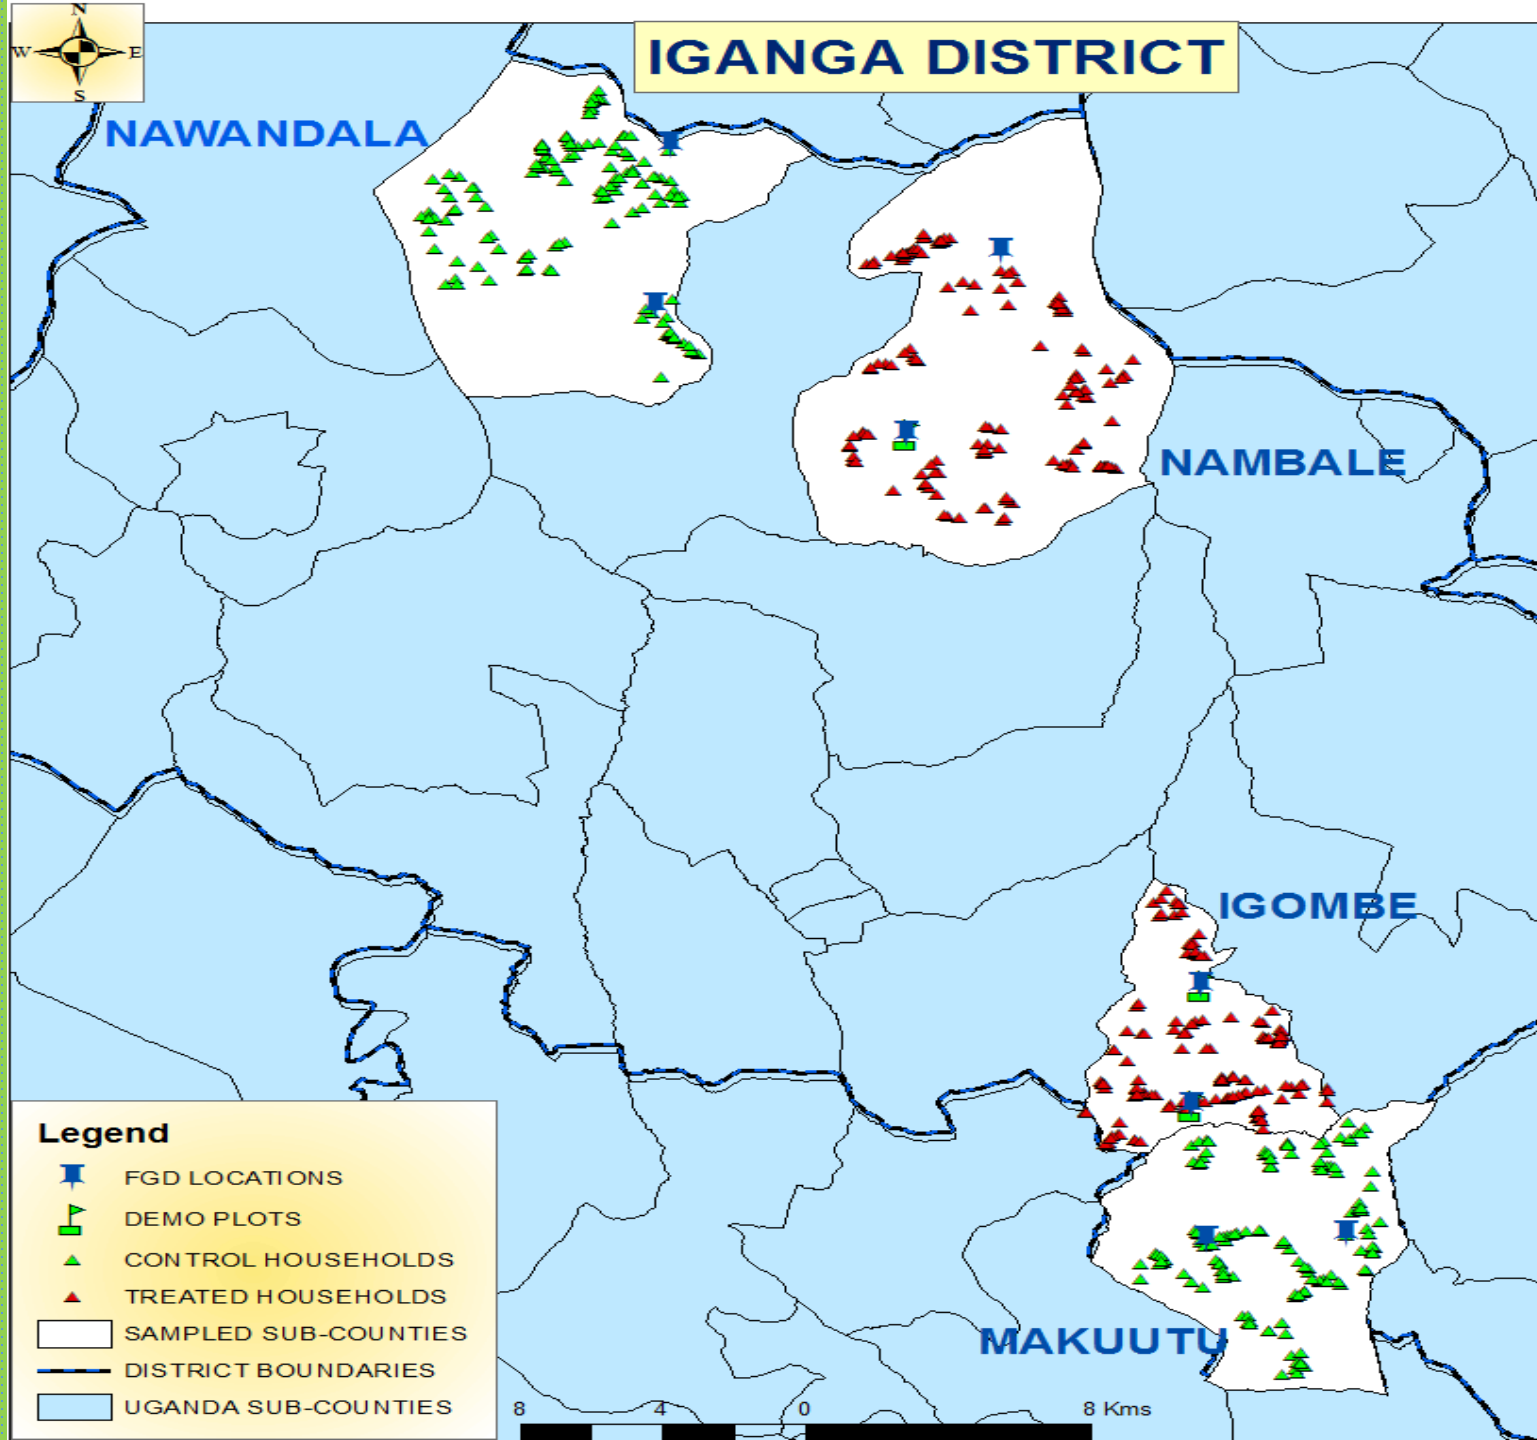 N
W E
S
IGANGA DISTRICT
NAWANDALA
NAMBALE
IGOMBE
MAKUUTU
Legend
FGD LOCATIONS
DEMO PLOTS
CONTROL HOUSEHOLDS
TREATED HOUSEHOLDS
SAMPLED SUB-COUNTIES
DISTRICT BOUNDARIES
UGANDA SUB-COUNTIES
8 4 0 8 Kms